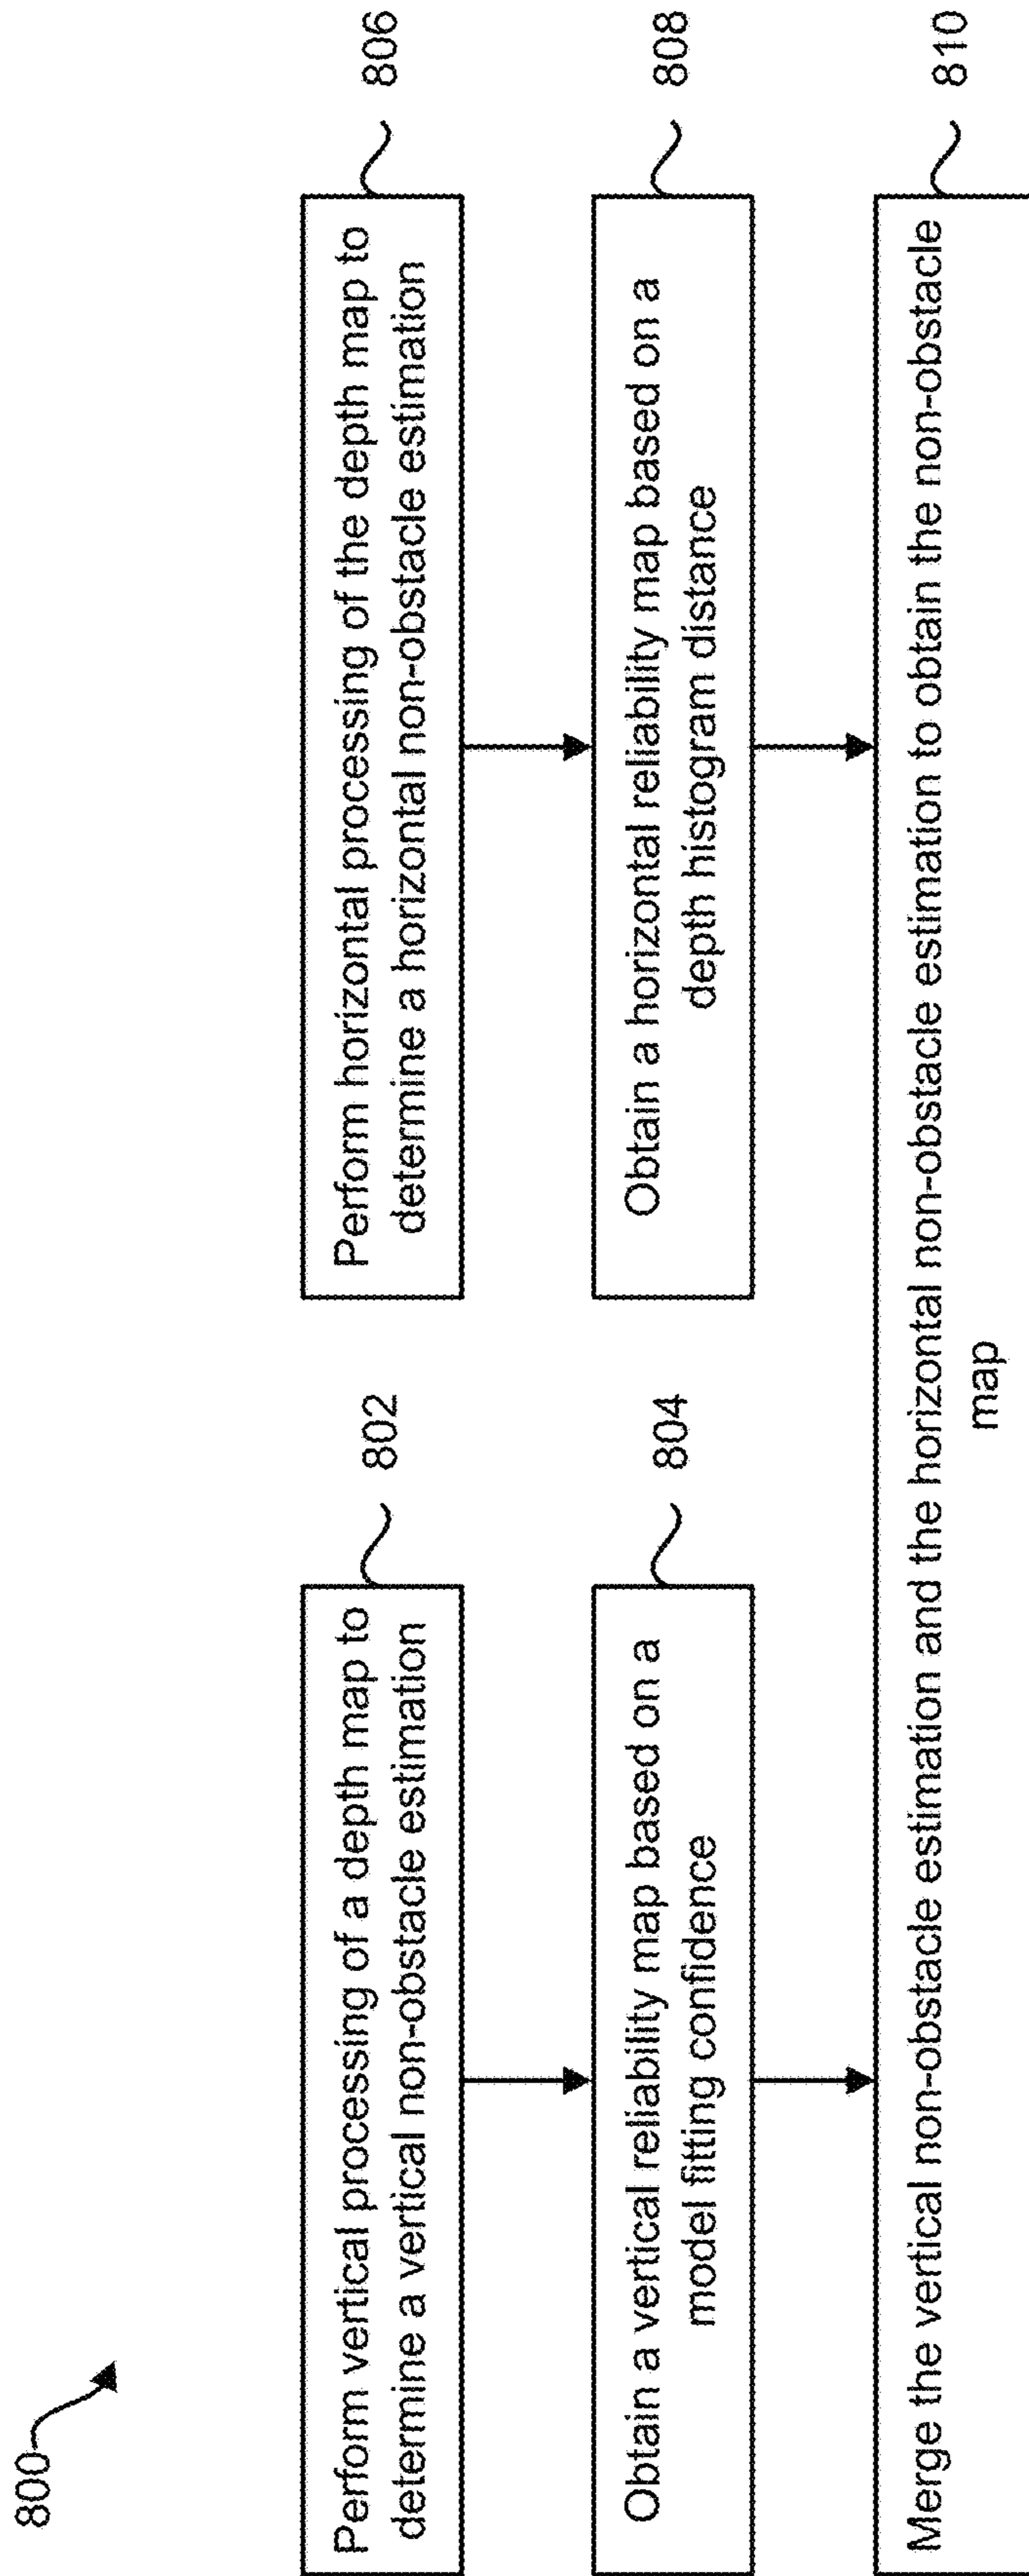 800
Perform vertical processing of a depth map to
determine a vertical non-obstacle estimation
802
Perform horizontal processing of the depth map to
determine a horizontal non-obstacle estimation
806
Obtain a vertical reliability map based on a
model fitting confidence
804
Obtain a horizontal reliability map based on a
depth histogram distance
808
Merge the vertical non-obstacle estimation and the horizontal non-obstacle estimation to obtain the non-obstacle
map
810